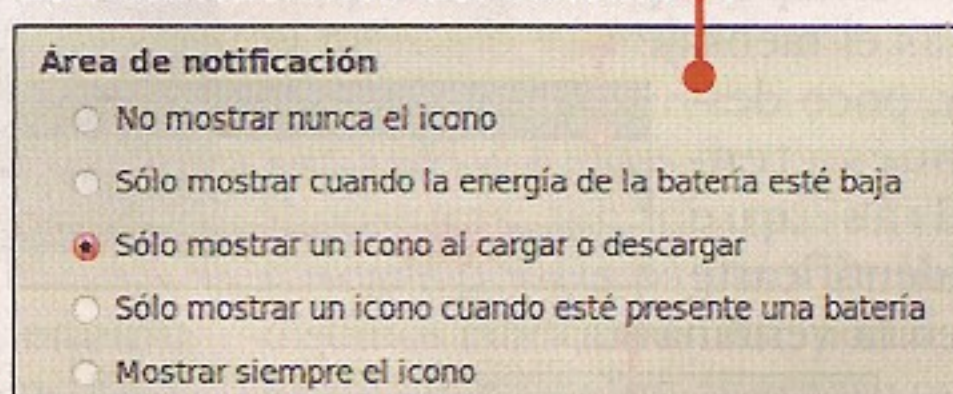 Área de notificación
No mostrar nunca el icono
Sólo mostrar cuando la energía de la batería esté baja
Sólo mostrar un icono al cargar o descargar
Sólo mostrar un icono cuando esté presente una batería
Mostrar siempre el icono